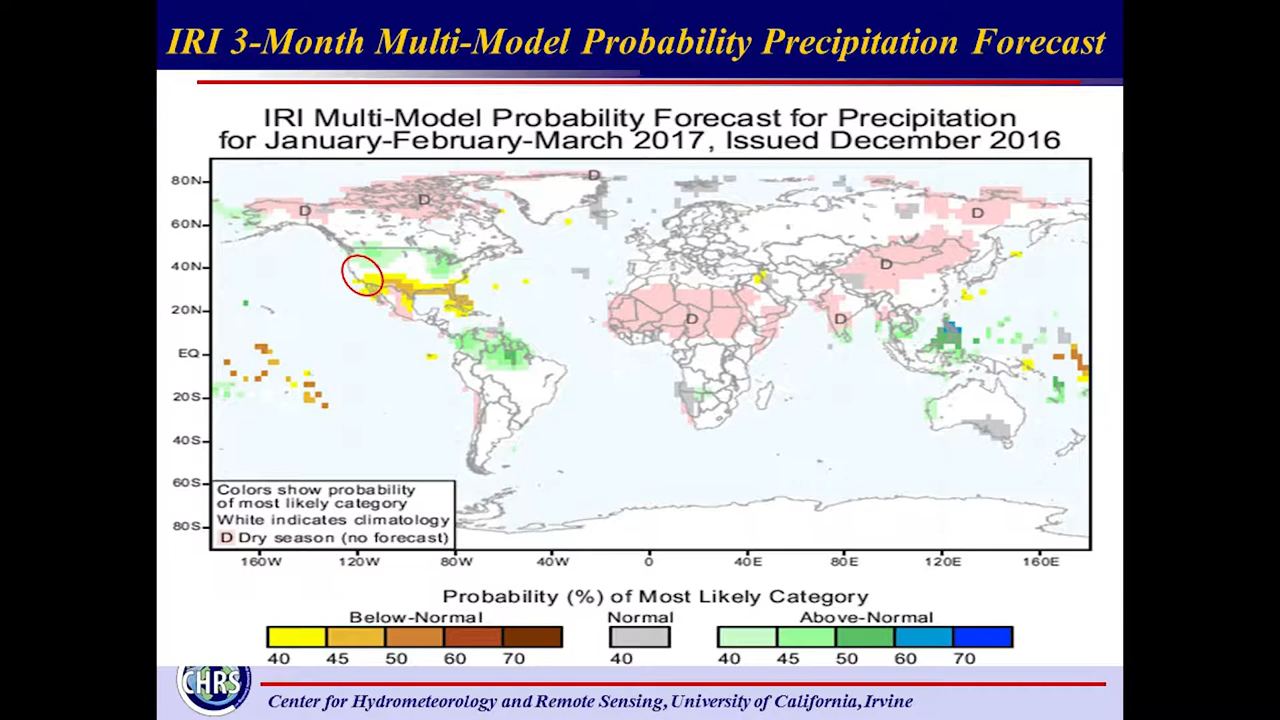 IRI 3-Month Multi-Model Probability Precipitation Forecast
IRI Multi-Model Probability Forecast for Precipitation
for January-February-March 2017, Issued December 2016
80N
60N
40N
20N
EQ
20S
40S
60S
80S
D
D
D
D
D
D
D
Colors show probability
of most likely category
White indicates climatology
D Dry season (no forecast)
160W 120W 80W 40W 0 40E 80E 120E 160E
Probability (%) of Most Likely Category
Below-Normal Normal Above-Normal
40 45 50 60 70 40 40 45 50 60 70
CHRS
Center for Hydrometeorology and Remote Sensing, University of California, Irvine